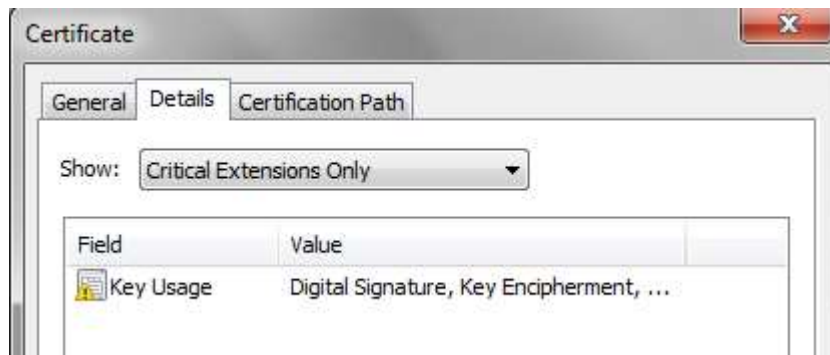 Certificate
General Details Certification Path
Show: Critical Extensions Only
Field Value
Key Usage Digital Signature, Key Encipherment, ...